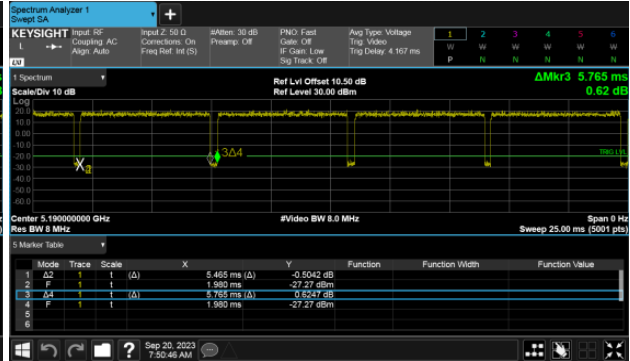 Spectrum Analyzer 1
Swept SA
+
KEYSIGHT Input: RF Input Z: 50 Ω #Atten: 30 dB PNO: Fast Avg Type: Voltage 1 2 3 4 5 6
L Coupling: AC Corrections: On Preamp: Off Gate: Off Trig: Video W W W W W W
Align: Auto Freq Ref: Int (S) IF Gain: Low Trig Delay: 4.167 ms
Sig Track: Off P N N N N N
LXI
1 Spectrum
Ref Lvl Offset 10.50 dB ΔMkr3 5.765 ms
Scale/Div 10 dB Ref Level 30.00 dBm 0.62 dB
Log
20.0
10.0
0.00
-10.0
-20.0
-30.0
-40.0
-50.0
-60.0
3Δ4
TRIG LVL
Center 5.190000000 GHz #Video BW 8.0 MHz Span 0 Hz
Res BW 8 MHz Sweep 25.00 ms (5001 pts)
5 Marker Table
Mode Trace Scale X Y Function Function Width Function Value
1 Δ2 1 t (Δ) 5.465 ms (Δ) -0.5042 dB
2 F 1 t 1.980 ms -27.27 dBm
3 Δ4 1 t (Δ) 5.765 ms (Δ) 0.6247 dB
4 F 1 t 1.980 ms -27.27 dBm
5
6
? Sep 20, 2023
7:50:46 AM